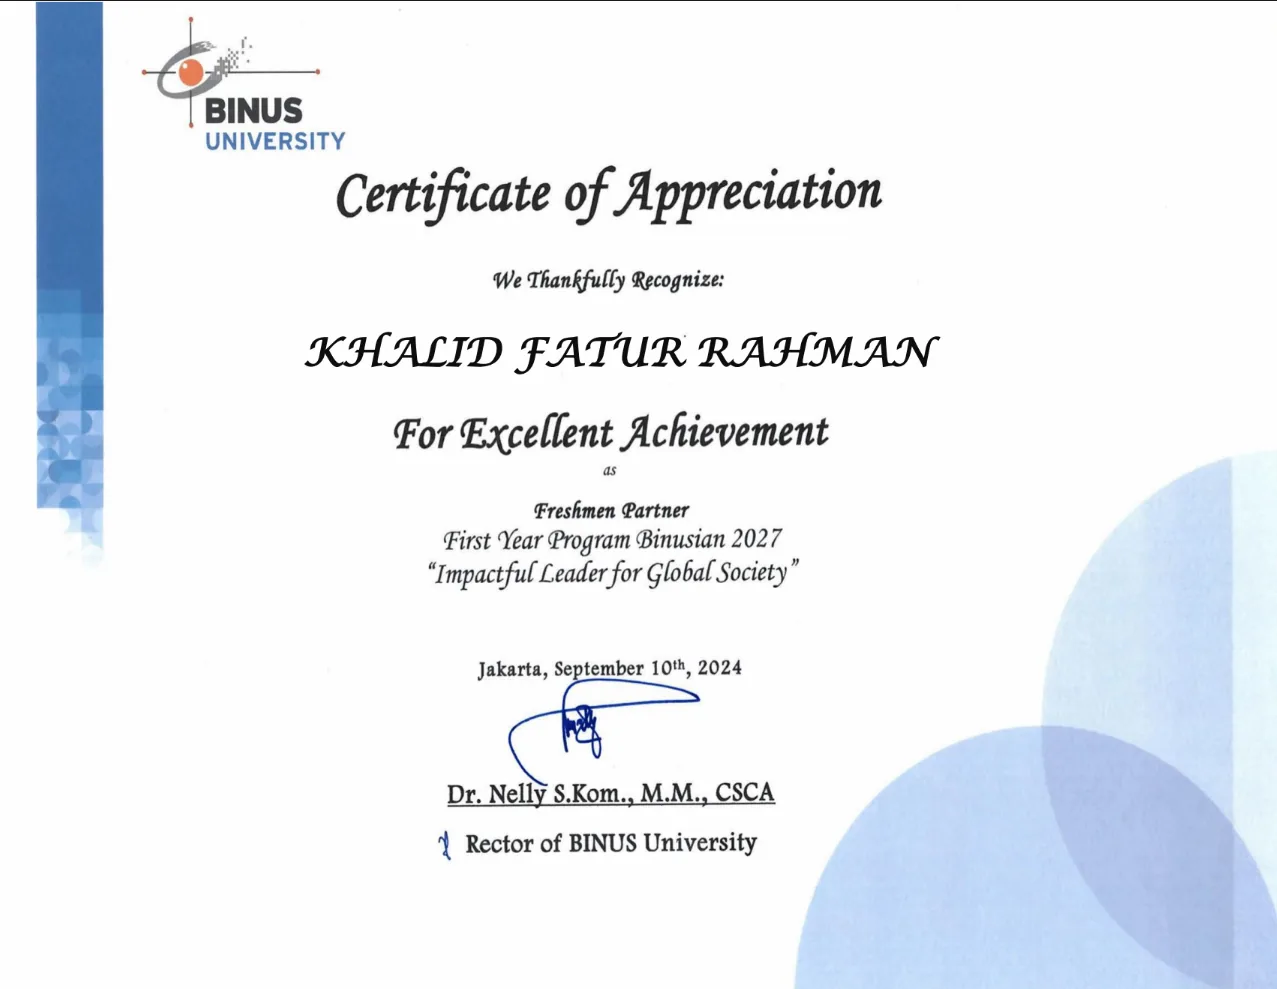 BINUS
UNIVERSITY
Certificate of Appreciation
We Thankfully Recognize:
KHALID FATUR RAHMAN
For Excellent Achievement
as
Freshmen Partner
First Year Program Binusian 2027
“Impactful Leader for Global Society”
Jakarta, September 10th, 2024
Dr. Nelly S.Kom., M.M., CSCA
Rector of BINUS University